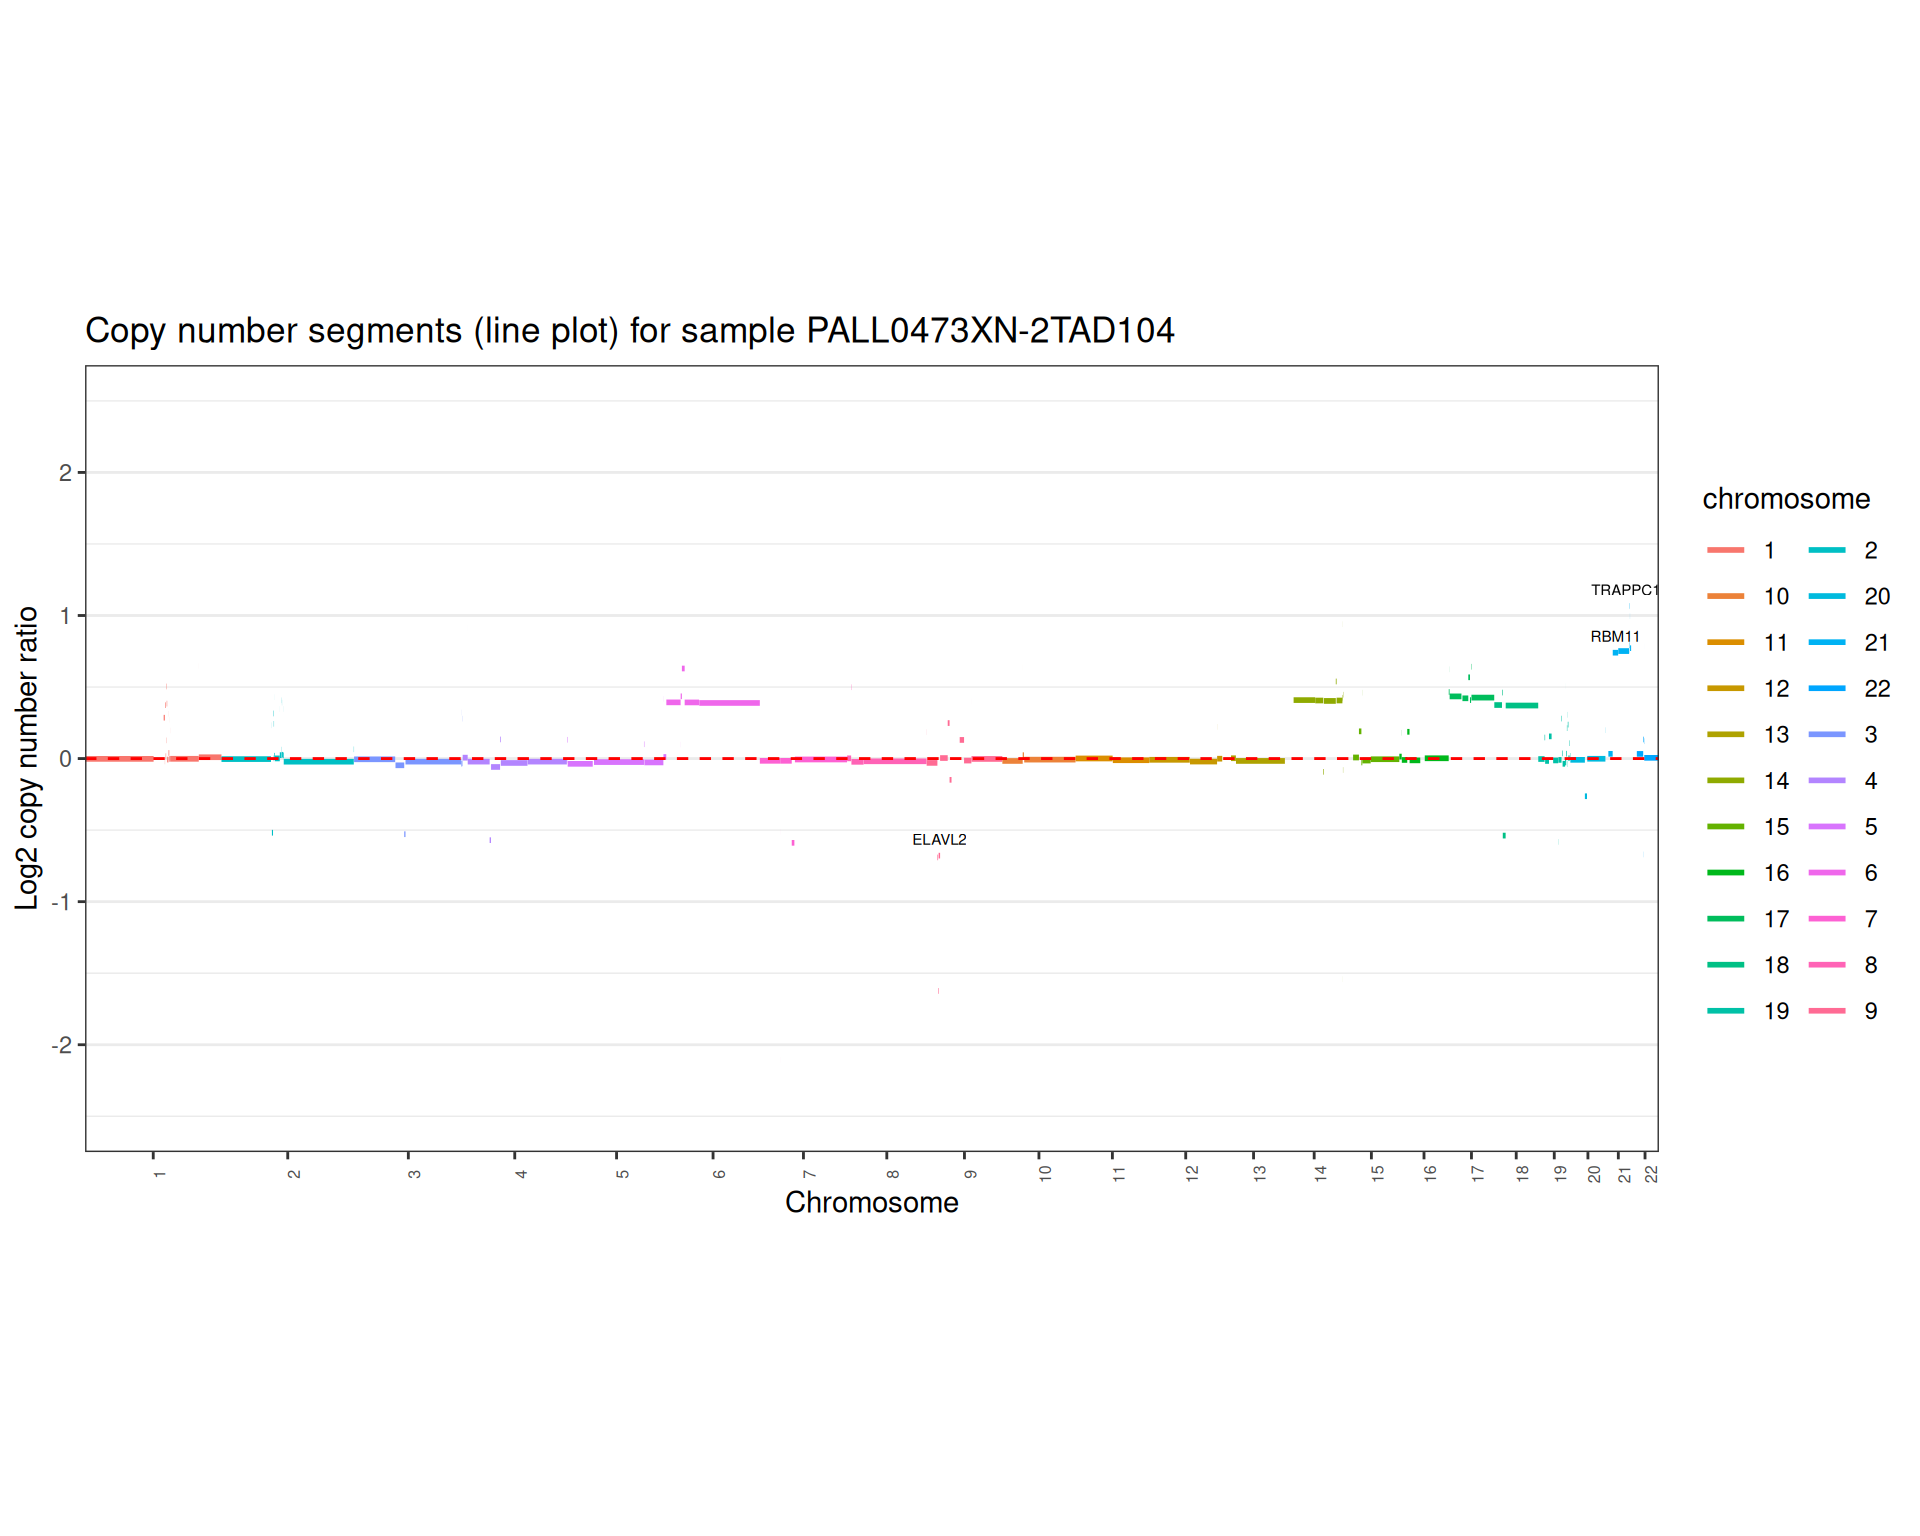 Copy number segments (line plot) for sample PALL0473XN-2TAD104
Log2 copy number ratio
2
1
0
-1
-2
TRAPPC1
RBM11
ELAVL2
1 2 3 4 5 6 7 8 9 10 11 12 13 14 15 16 17 18 19 20 21 22
Chromosome
chromosome
1 2
10 20
11 21
12 22
13 3
14 4
15 5
16 6
17 7
18 8
19 9